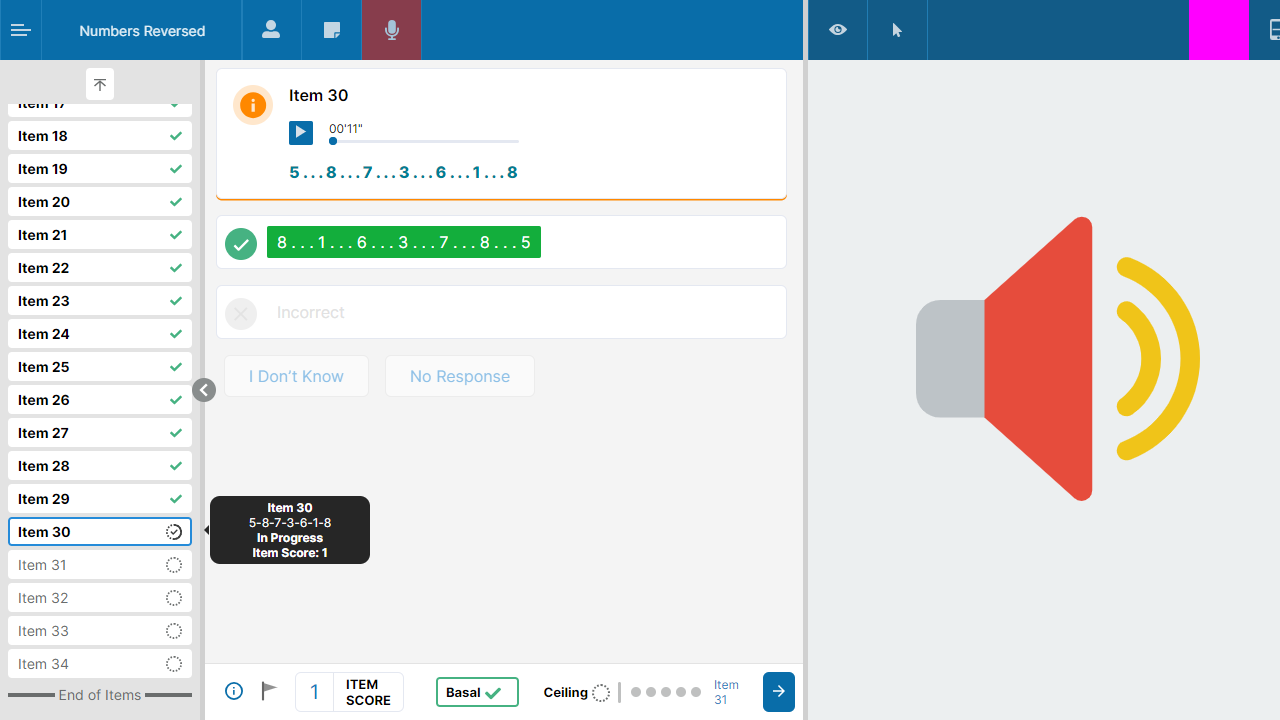 Numbers Reversed
Item 17
Item 18
Item 19
Item 20
Item 21
Item 22
Item 23
Item 24
Item 25
Item 26
Item 27
Item 28
Item 29
Item 30
Item 31
Item 32
Item 33
Item 34
End of Items
Item 30
00'11"
5...8...7...3...6...1...8
8...1...6...3...7...8...5
Incorrect
I Don't Know
No Response
Item 30
5-8-7-3-6-1-8
In Progress
Item Score: 1
1
ITEM
SCORE
Basal
Ceiling
Item
31